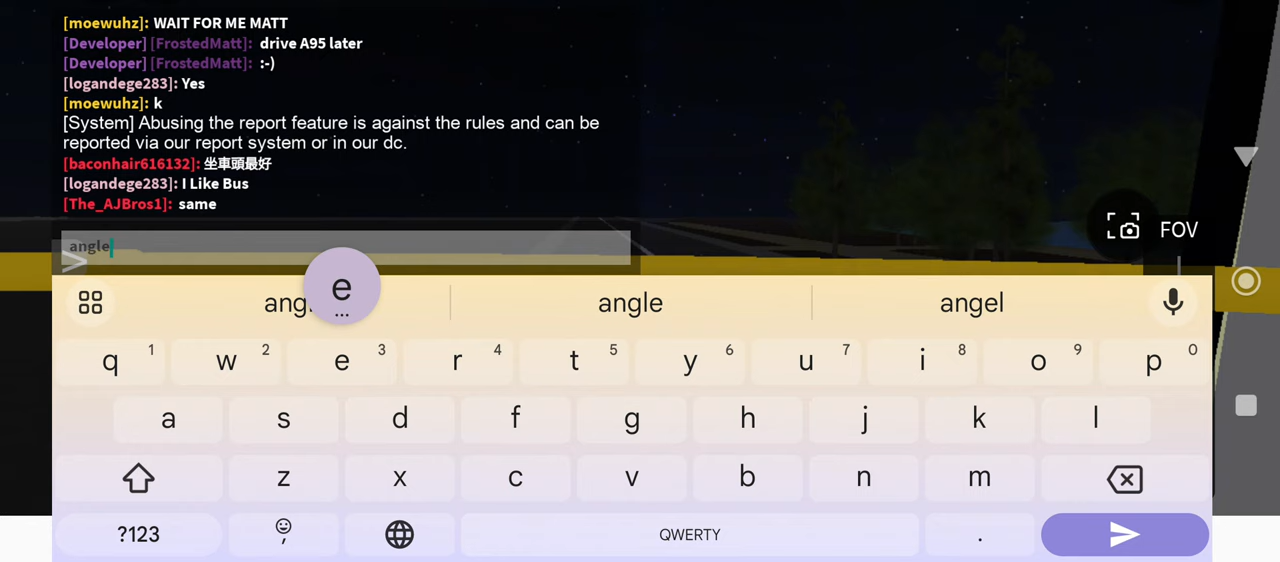 [moewuhz]: WAIT FOR ME MATT
[Developer] [FrostedMatt]: drive A95 later
[Developer] [FrostedMatt]: :-)
[logandege283]: Yes
[moewuhz]: k
[System] Abusing the report feature is against the rules and can be
reported via our report system or in our dc.
[baconhair616132]: 坐車頭最好
[logandege283]: I Like Bus
[The_AJBros1]: same
FOV
angle
>
e
...
angle angel
q 1 w 2 e 3 r 4 t 5 y 6 u 7 i 8 o 9 p 0
a s d f g h j k l
z x c v b n m
?123 , QWERTY .